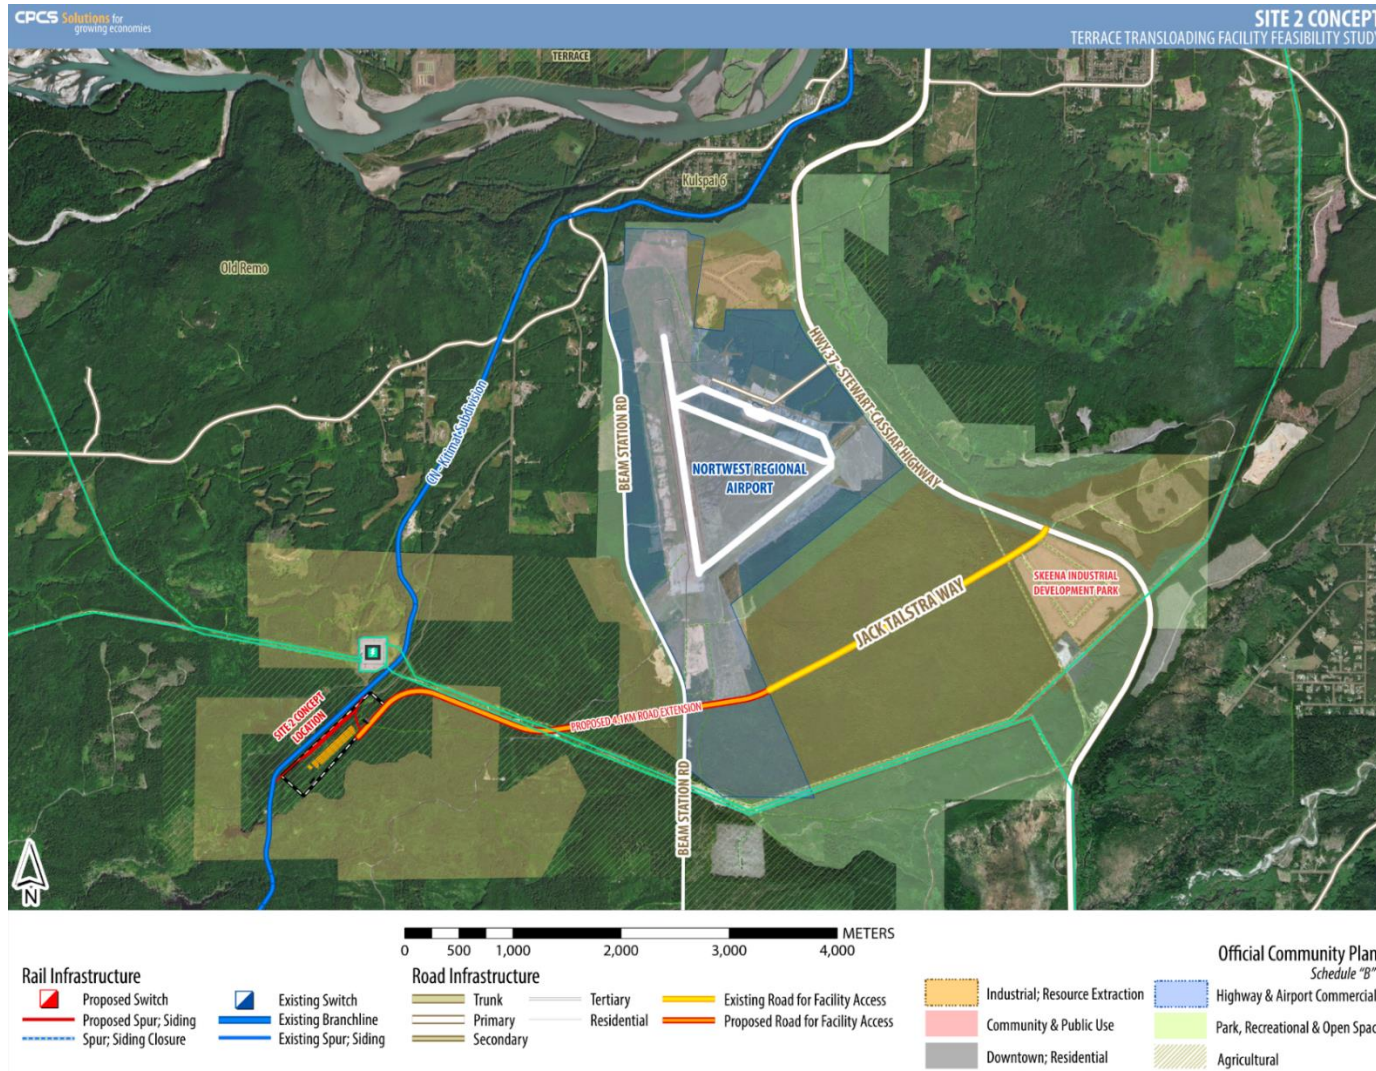 CPCS Solutions for
growing economies
SITE 2 CONCEPT
TERRACE TRANSLOADING FACILITY FEASIBILITY STUDY
TERRACE
Kulspai 6
Old Remo
CN - Kitimat Subdivision
BEAM STATION RD
HWY 37 - STEWART-CASSIAR HIGHWAY
NORTWEST REGIONAL
AIRPORT
SKEENA INDUSTRIAL
DEVELOPMENT PARK
JACK TALSTRA WAY
SITE 2 CONCEPT
LOCATION
PROPOSED 4.1KM ROAD EXTENSION
BEAM STATION RD
N
METERS
0 500 1,000 2,000 3,000 4,000
Rail Infrastructure
Proposed Switch
Proposed Spur; Siding
Spur; Siding Closure
Existing Switch
Existing Branchline
Existing Spur; Siding
Road Infrastructure
Trunk
Primary
Secondary
Tertiary
Residential
Existing Road for Facility Access
Proposed Road for Facility Access
Official Community Plan
Schedule "B"
Industrial; Resource Extraction
Community & Public Use
Downtown; Residential
Highway & Airport Commercial
Park, Recreational & Open Spac
Agricultural